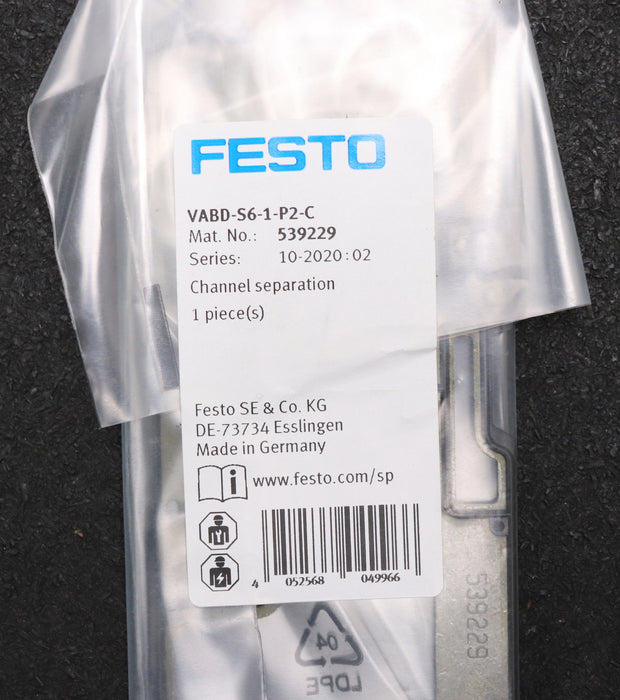 FESTO
VABD-S6-1-P2-C
Mat. No.: 539229
Series: 10-2020:02
Channel separation
1 piece(s)
Festo SE & Co. KG
DE-73734 Esslingen
Made in Germany
i www.festo.com/sp
4 052568 049966
539229
04
LDPE